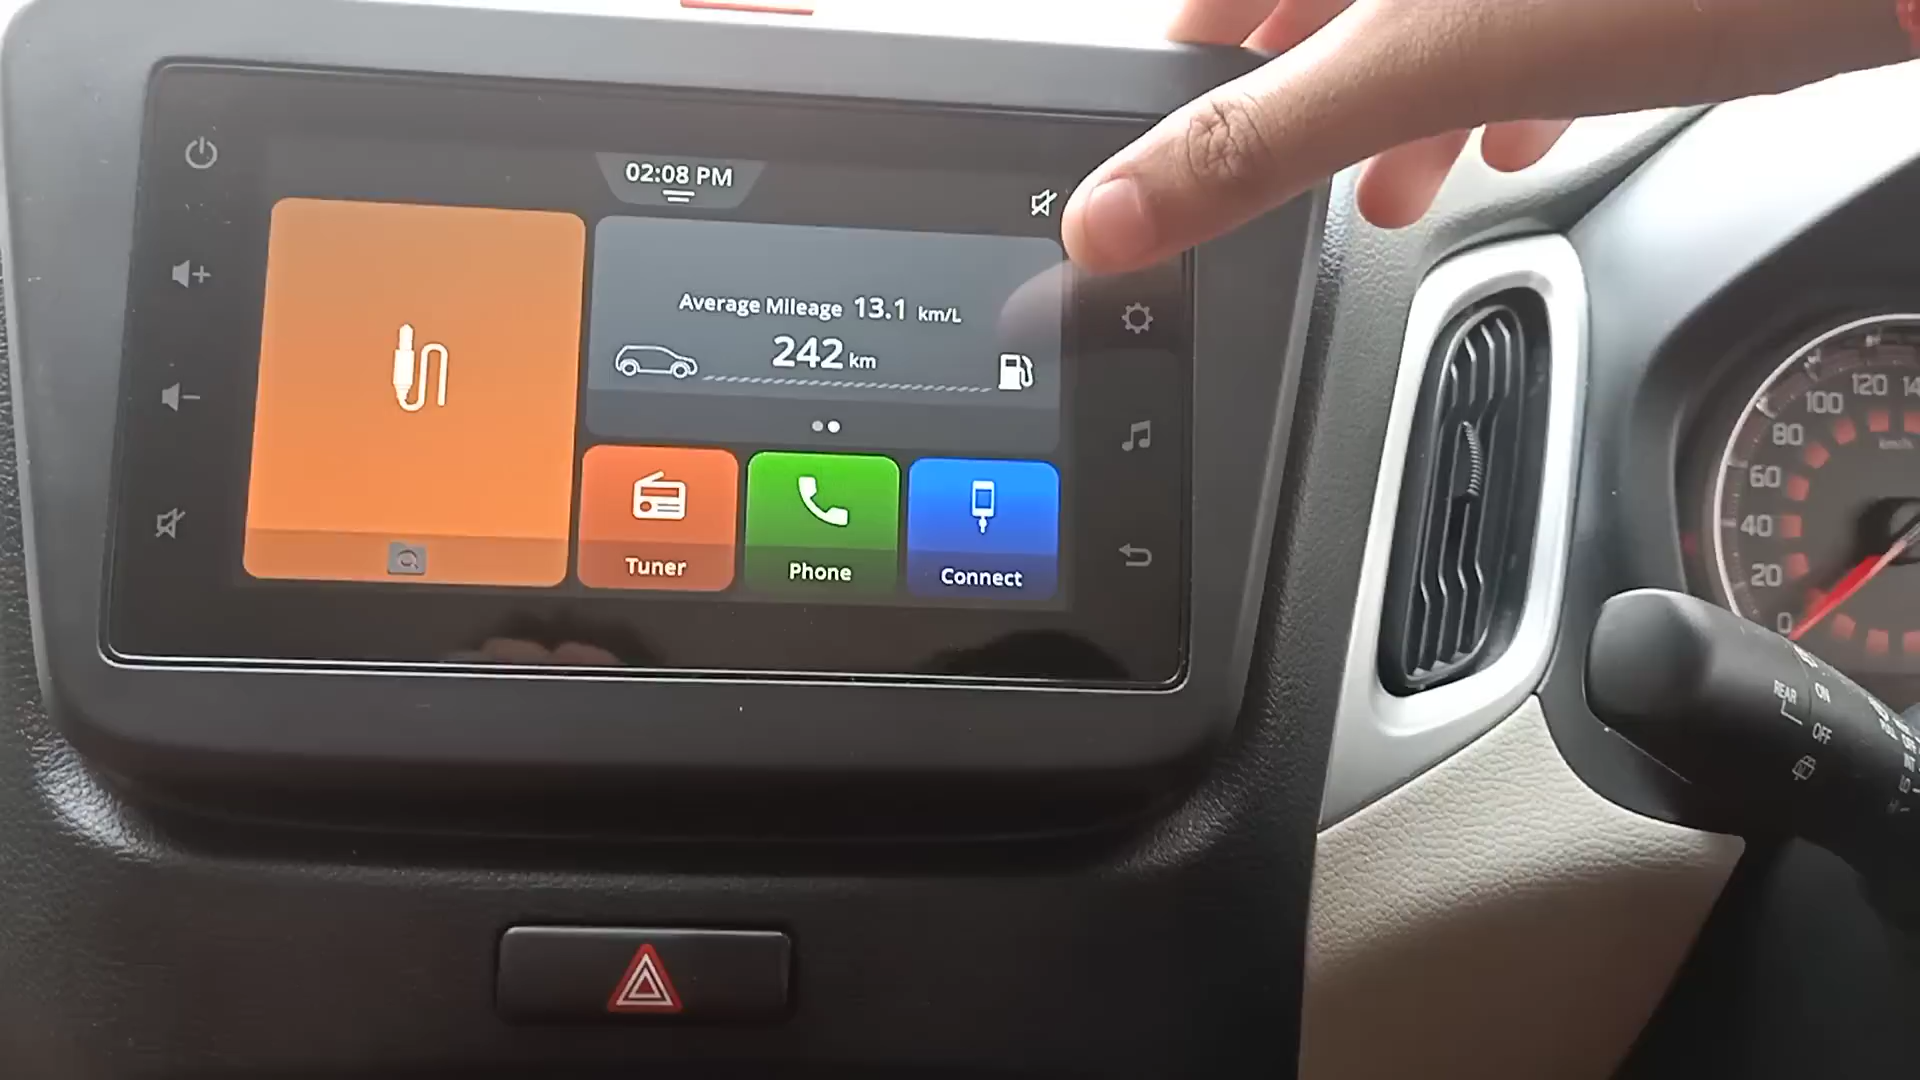 02:08 PM
Average Mileage 13.1 km/L
242 km
Tuner
Phone
Connect
120
100
80
60
40
20
0
km/h
REAR
ON
OFF